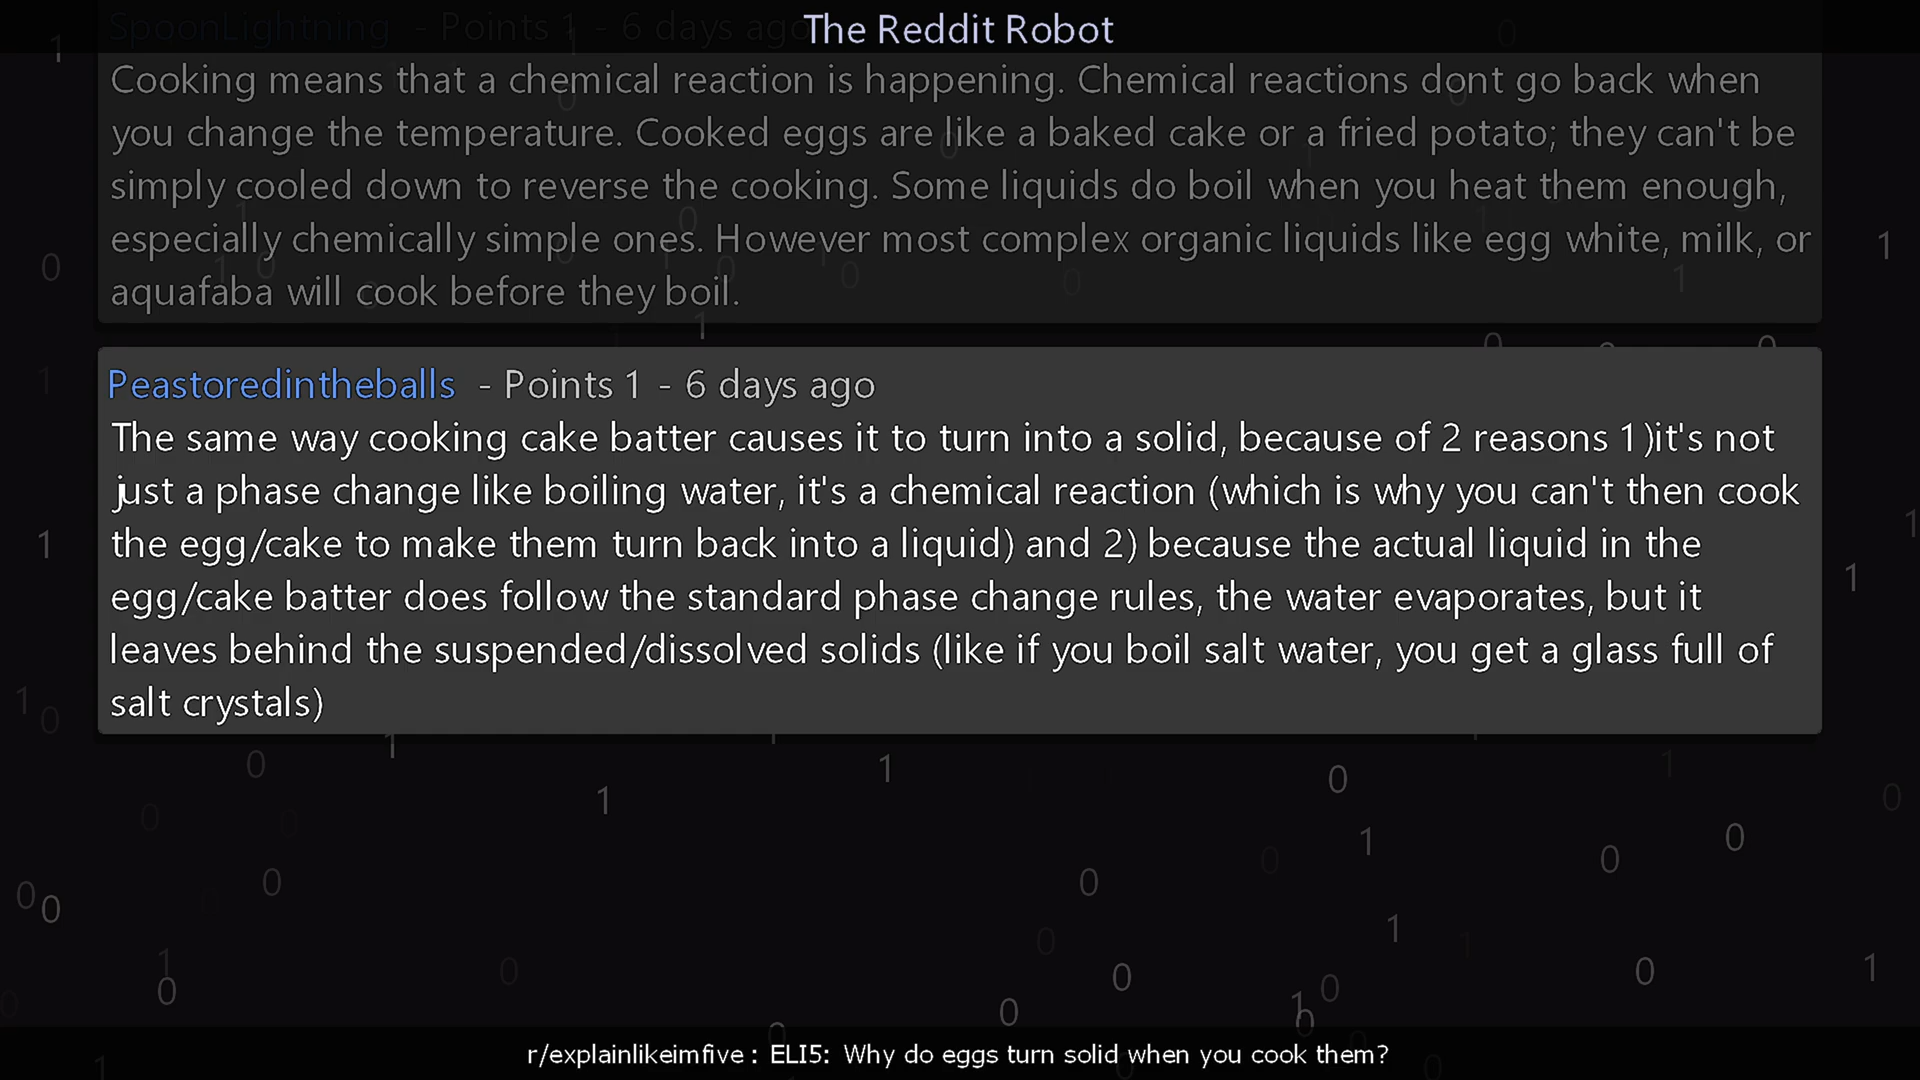 The Reddit Robot
SpoonLightning - Points 1 - 6 days ago
Cooking means that a chemical reaction is happening. Chemical reactions dont go back when
you change the temperature. Cooked eggs are like a baked cake or a fried potato; they can't be
simply cooled down to reverse the cooking. Some liquids do boil when you heat them enough,
especially chemically simple ones. However most complex organic liquids like egg white, milk, or
aquafaba will cook before they boil.
Peastoredintheballs - Points 1 - 6 days ago
The same way cooking cake batter causes it to turn into a solid, because of 2 reasons 1)it's not
just a phase change like boiling water, it's a chemical reaction (which is why you can't then cook
the egg/cake to make them turn back into a liquid) and 2) because the actual liquid in the
egg/cake batter does follow the standard phase change rules, the water evaporates, but it
leaves behind the suspended/dissolved solids (like if you boil salt water, you get a glass full of
salt crystals)
r/explainlikeimfive : ELI5: Why do eggs turn solid when you cook them?